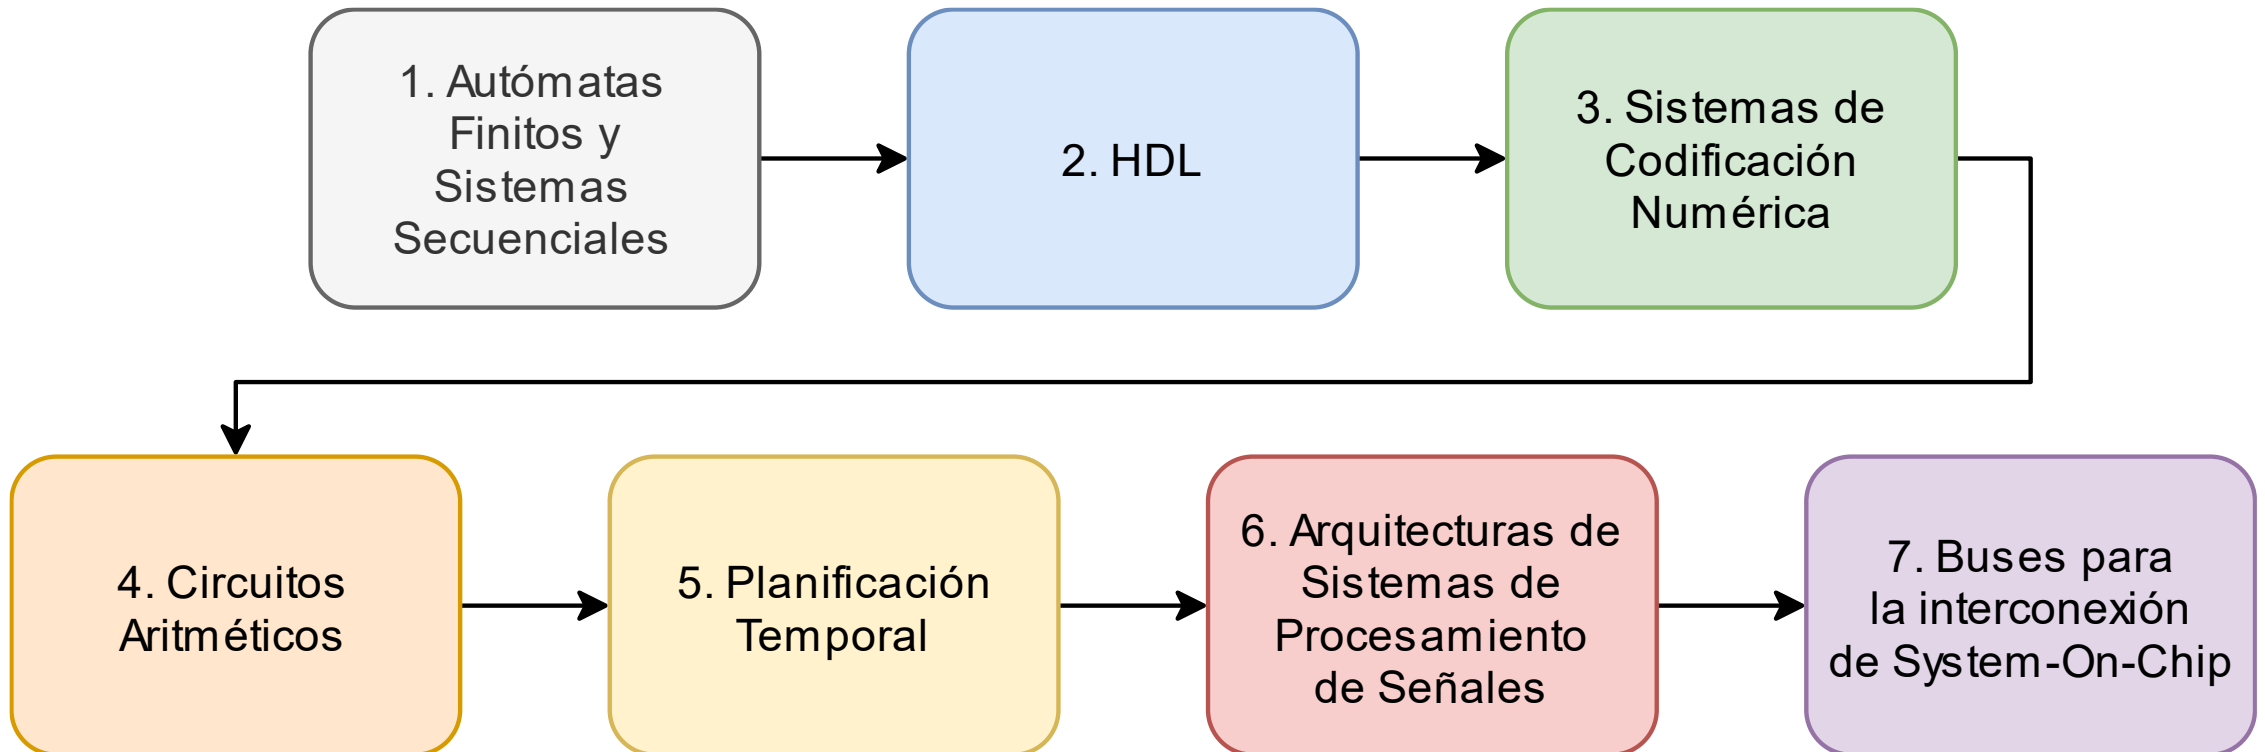 1. Autómatas
Finitos y
Sistemas
Secuenciales
2. HDL
3. Sistemas de
Codificación
Numérica
4. Circuitos
Aritméticos
5. Planificación
Temporal
6. Arquitecturas de
Sistemas de
Procesamiento
de Señales
7. Buses para
la interconexión
de System-On-Chip